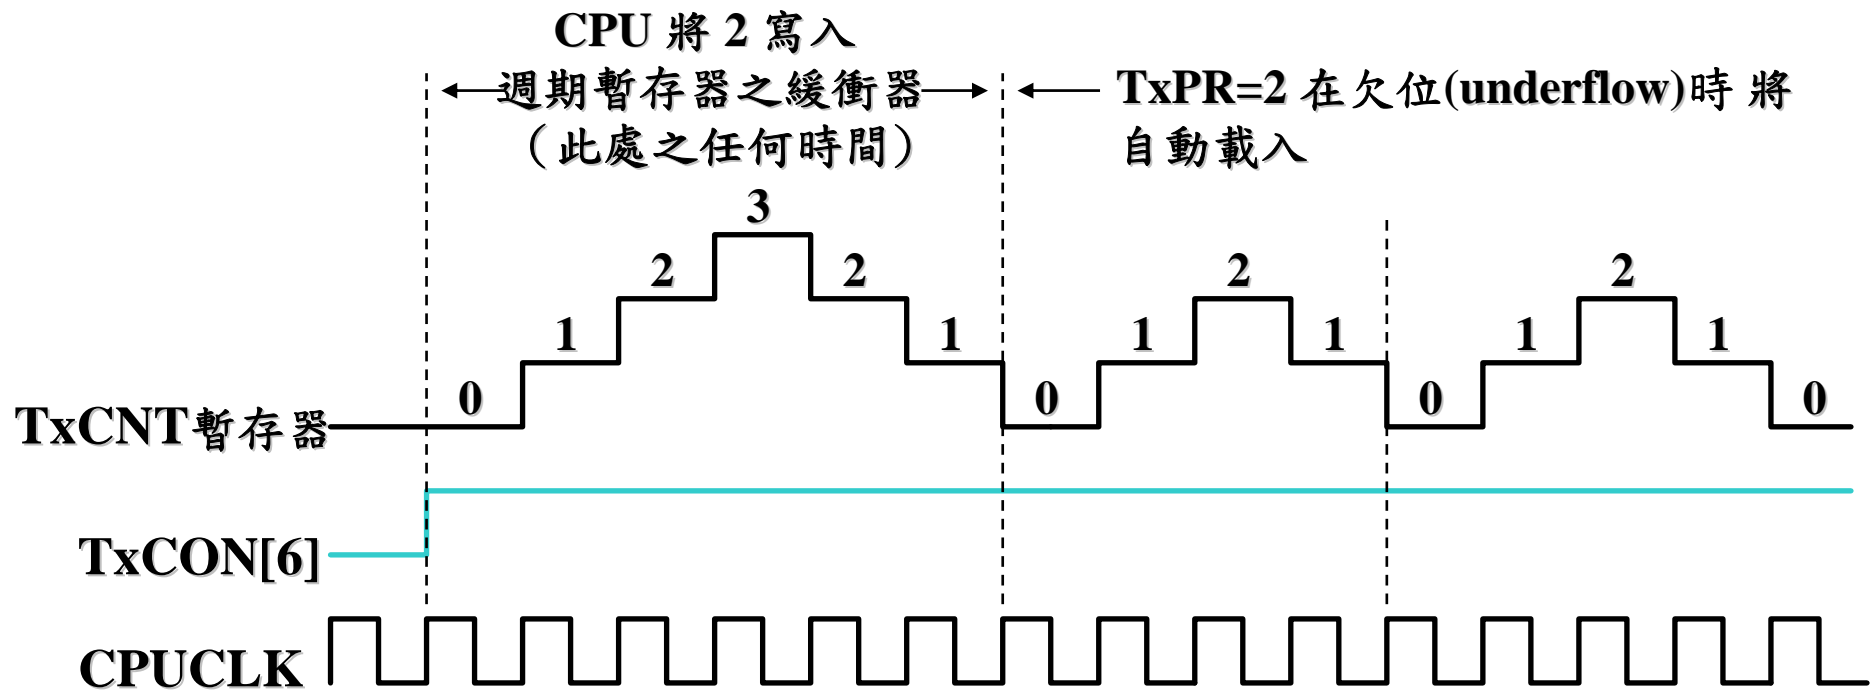 CPU 將 2 寫入
週期暫存器之緩衝器
（此處之任何時間）
TxPR=2 在欠位(underflow)時 將
自動載入
3
2 2 2 2
1 1 1 1 1 1
TxCNT暫存器 0 0 0 0
TxCON[6]
CPUCLK